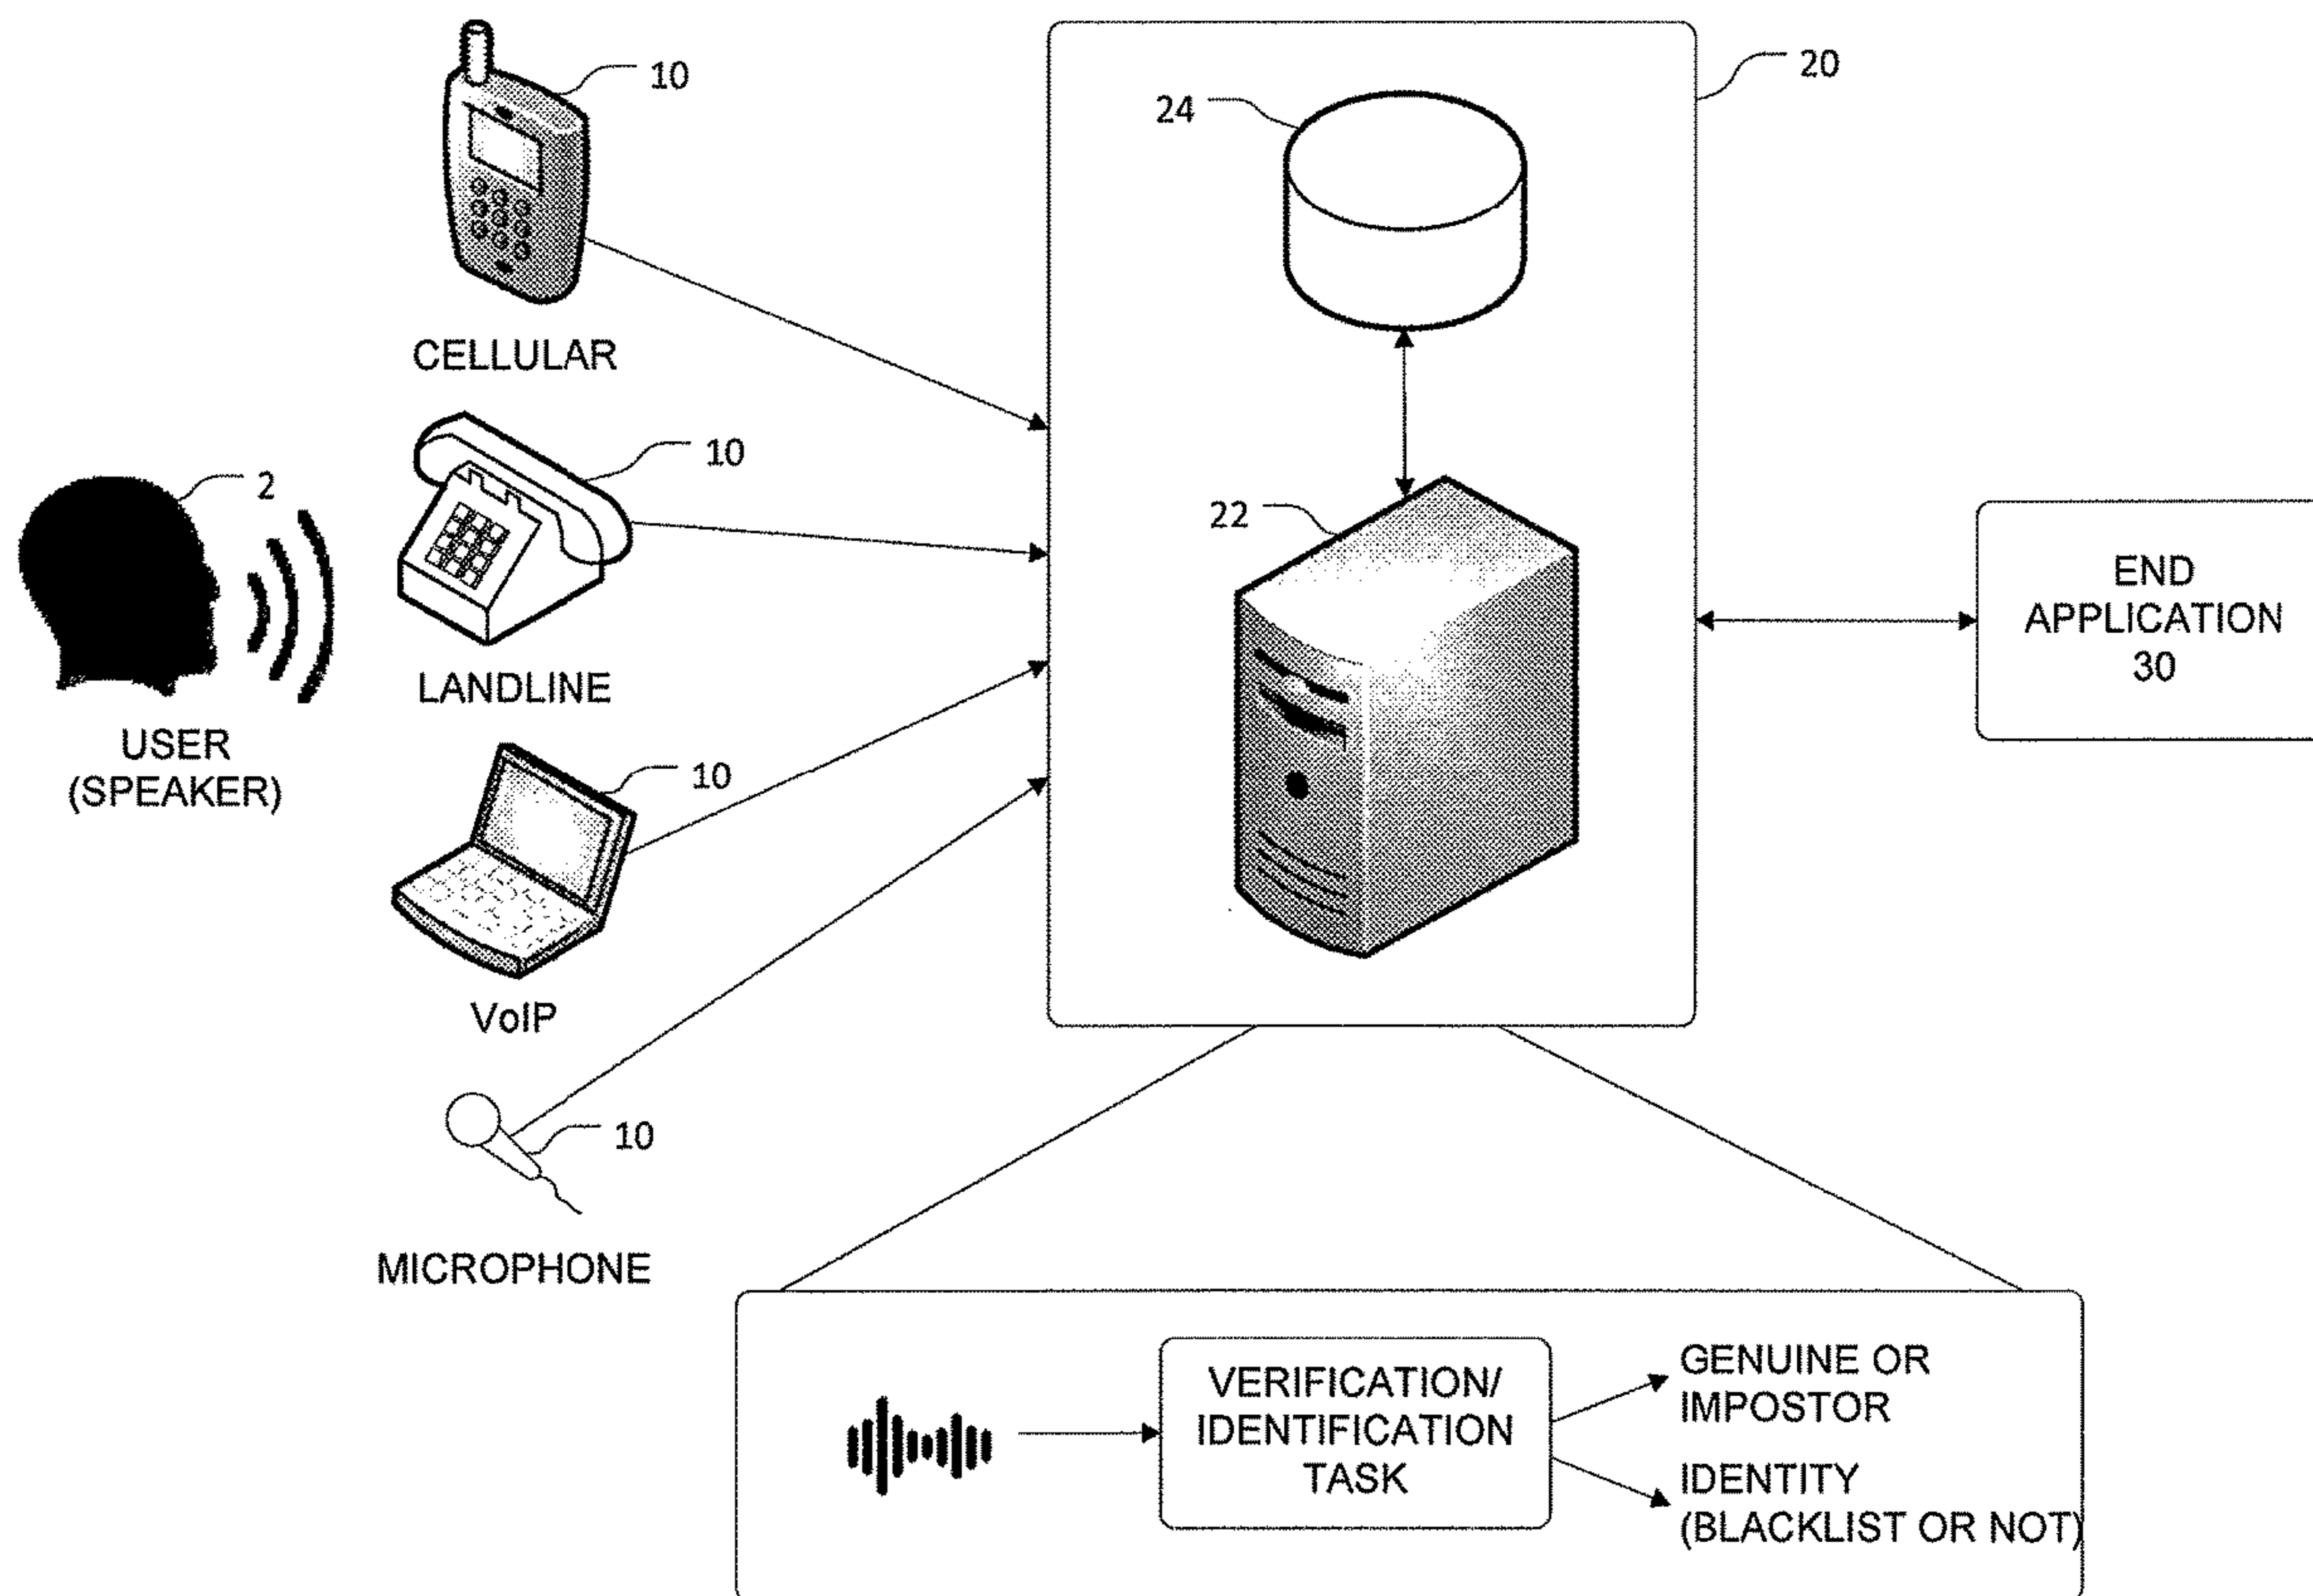 10
CELLULAR
10
LANDLINE
2
USER
(SPEAKER)
10
VoIP
10
MICROPHONE
20
24
22
END
APPLICATION
30
VERIFICATION/
IDENTIFICATION
TASK
GENUINE OR
IMPOSTOR
IDENTITY
(BLACKLIST OR NOT)